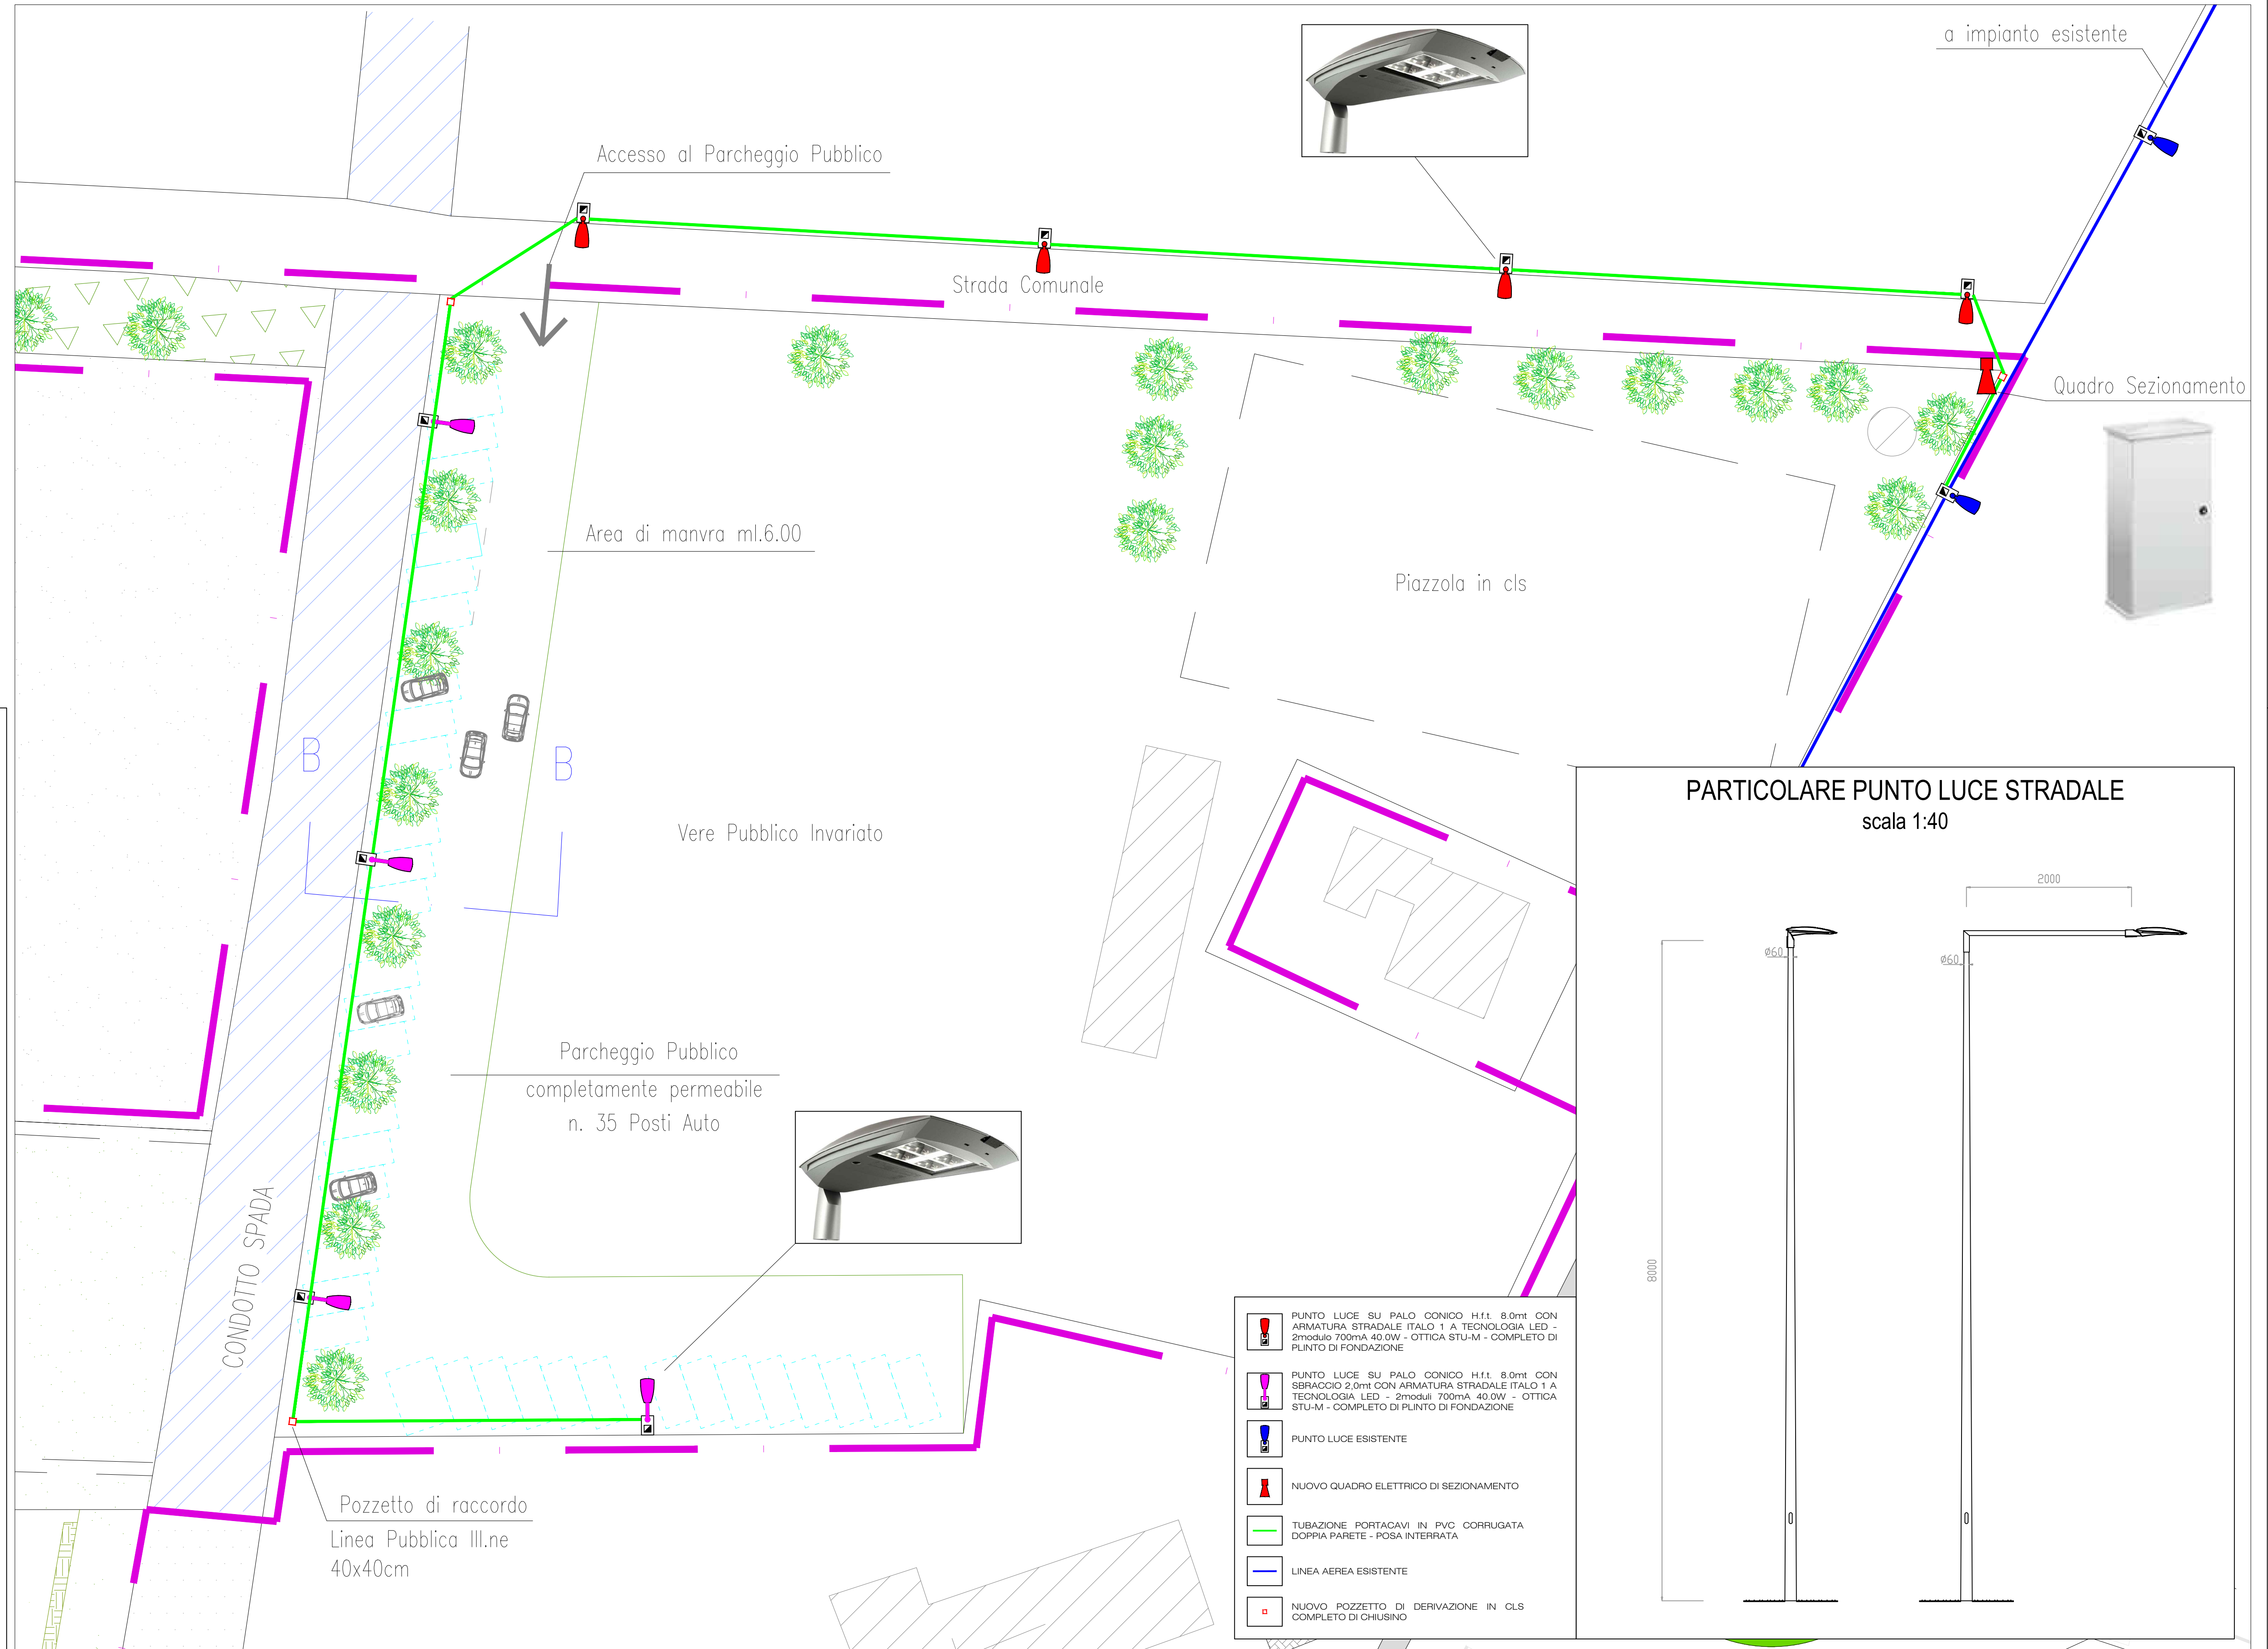 a impianto esistente
Accesso al Parcheggio Pubblico
Strada Comunale
Quadro Sezionamento
Area di manvra ml.6.00
Piazzola in cls
B
B
Vere Pubblico Invariato
Parcheggio Pubblico
completamente permeabile
n. 35 Posti Auto
CONDOTTO SPADA
Pozzetto di raccordo
Linea Pubblica Ill.ne
40x40cm
PARTICOLARE PUNTO LUCE STRADALE
scala 1:40
2000
Ø60
Ø60
8000
PUNTO LUCE SU PALO CONICO H.f.t. 8.0mt CON
ARMATURA STRADALE ITALO 1 A TECNOLOGIA LED -
2modulo 700mA 40.0W - OTTICA STU-M - COMPLETO DI
PLINTO DI FONDAZIONE
PUNTO LUCE SU PALO CONICO H.f.t. 8.0mt CON
SBRACCIO 2,0mt CON ARMATURA STRADALE ITALO 1 A
TECNOLOGIA LED - 2moduli 700mA 40.0W - OTTICA
STU-M - COMPLETO DI PLINTO DI FONDAZIONE
PUNTO LUCE ESISTENTE
NUOVO QUADRO ELETTRICO DI SEZIONAMENTO
TUBAZIONE PORTACAVI IN PVC CORRUGATA
DOPPIA PARETE - POSA INTERRATA
LINEA AEREA ESISTENTE
NUOVO POZZETTO DI DERIVAZIONE IN CLS
COMPLETO DI CHIUSINO